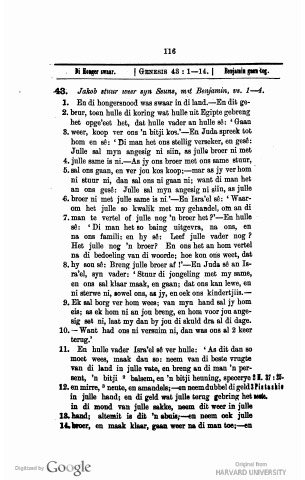 116
Di Honger swaar. | GENESIS 43 : 1—14. | Benjamin gaan tog.
43. Jakob stuur weer syn Seuns, met Benjamin, vs. 1—4.
1. En di hongersnood was swaar in di land.—En dit ge-
2. beur, toen hulle di koring wat hulle uit Egipte gebreng
het opge'eet het, dat hulle vader an hulle sê: 'Gaan
3. weer, koop ver ons 'n bitji kos.'—En Juda spreek tot
hom en sê: 'Di man het ons stellig verseker, en gesê:
Julle sal myn angesig ni siin, as julle broer ni met
4. julle same is ni.—As jy ons broer met ons same stuur,
5. sal ons gaan, en ver jou kos koop;—mar as jy ver hom
ni stuur ni, dan sal ons ni gaan ni; want di man het
an ons gesê: Julle sal myn angesig ni siin, as julle
6. broer ni met julle same is ni.'—En Isra'el sê: 'Waar-
om het julle so kwalik met my gehandel, om an di
7. man te vertel of julle nog 'n broer het?'—En hulle
sê: 'Di man het so baing uitgevra, na ons, en
na ons famili; en hy sê: Leef julle vader nog?
Het julle nog 'n broer? En ons het an hom vertel
na di bedoeling van di woorde; hoe kon ons weet, dat
8. hy sou sê: Breng julle broer af!'—En Juda sê an Is-
ra'el, syn vader: 'Stuur di jongeling met my same,
en ons sal klaar maak, en gaan; dat ons kan lewe, en
ni sterwe ni, sowel ons, as jy, en ook ons kindertjiis.—
9. Ek sal borg ver hom wees; van myn hand sal jy hom
eis; as ek hom ni an jou breng, en hom voor jou ange-
sig set ni, laat my dan by jou di skuld dra al di dage.
10. —Want had ons ni versuim ni, dan was ons al 2 keer
terug.'
11. En hulle vader Isra'el sê ver hulle: 'As dit dan so
moet wees, maak dan so: neem van di beste vrugte
van di land in julle vate, en breng an di man 'n per-
sent, 'n bitji balsem, en 'n bitji heuning, specerye
12. en mirre, nente, en amandels;—en neem dubbel di geld
in julle hand; en di geld wat julle terug gebring het
in di mond van julle sakke, neem dit weer in julle
13. hand; altemit is dit 'n abuis;—en neem ook julle
14. broer, en maak klaar, gaan weer na di man toe;—en
Digitized by Google
Original from
HARVARD UNIVERSITY